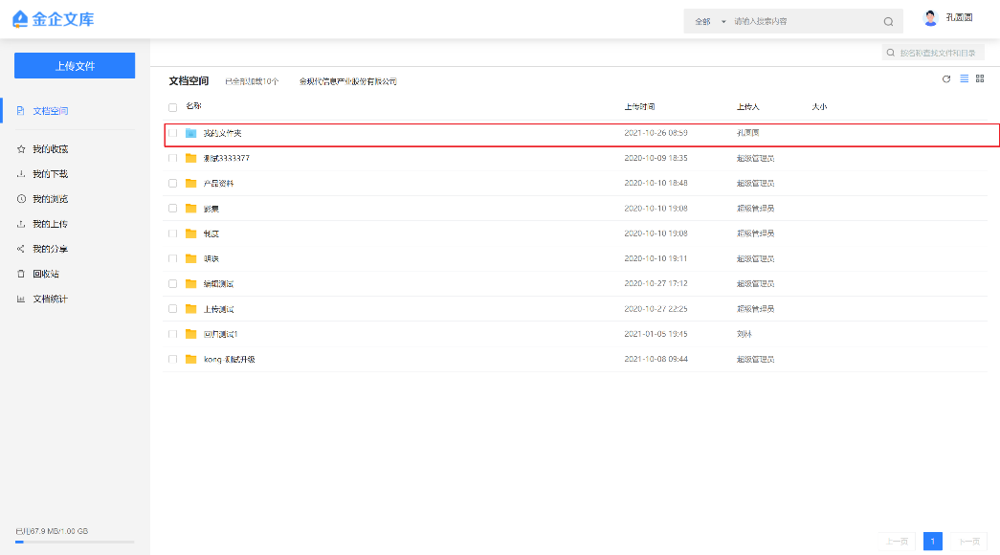 金企文库
全部 请输入搜索内容
孔圆圆
上传文件
按名称查找文件和目录
文档空间 已全部加载10个 金现代信息产业股份有限公司
文档空间
名称 上传时间 上传人 大小
我的文件夹 2021-10-26 08:59 孔圆圆
测试3333377 2020-10-09 18:35 超级管理员
产品资料 2020-10-10 18:48 超级管理员
影集 2020-10-10 19:08 超级管理员
制度 2020-10-10 19:08 超级管理员
明珠 2020-10-10 19:11 超级管理员
编辑测试 2020-10-27 17:12 超级管理员
上传测试 2020-10-27 22:25 超级管理员
回归测试1 2021-01-05 19:45 刘林
kong-测试升级 2021-10-08 09:44 超级管理员
我的收藏
我的下载
我的浏览
我的上传
我的分享
回收站
文档统计
已用67.9 MB/1.00 GB
上一页 1 下一页